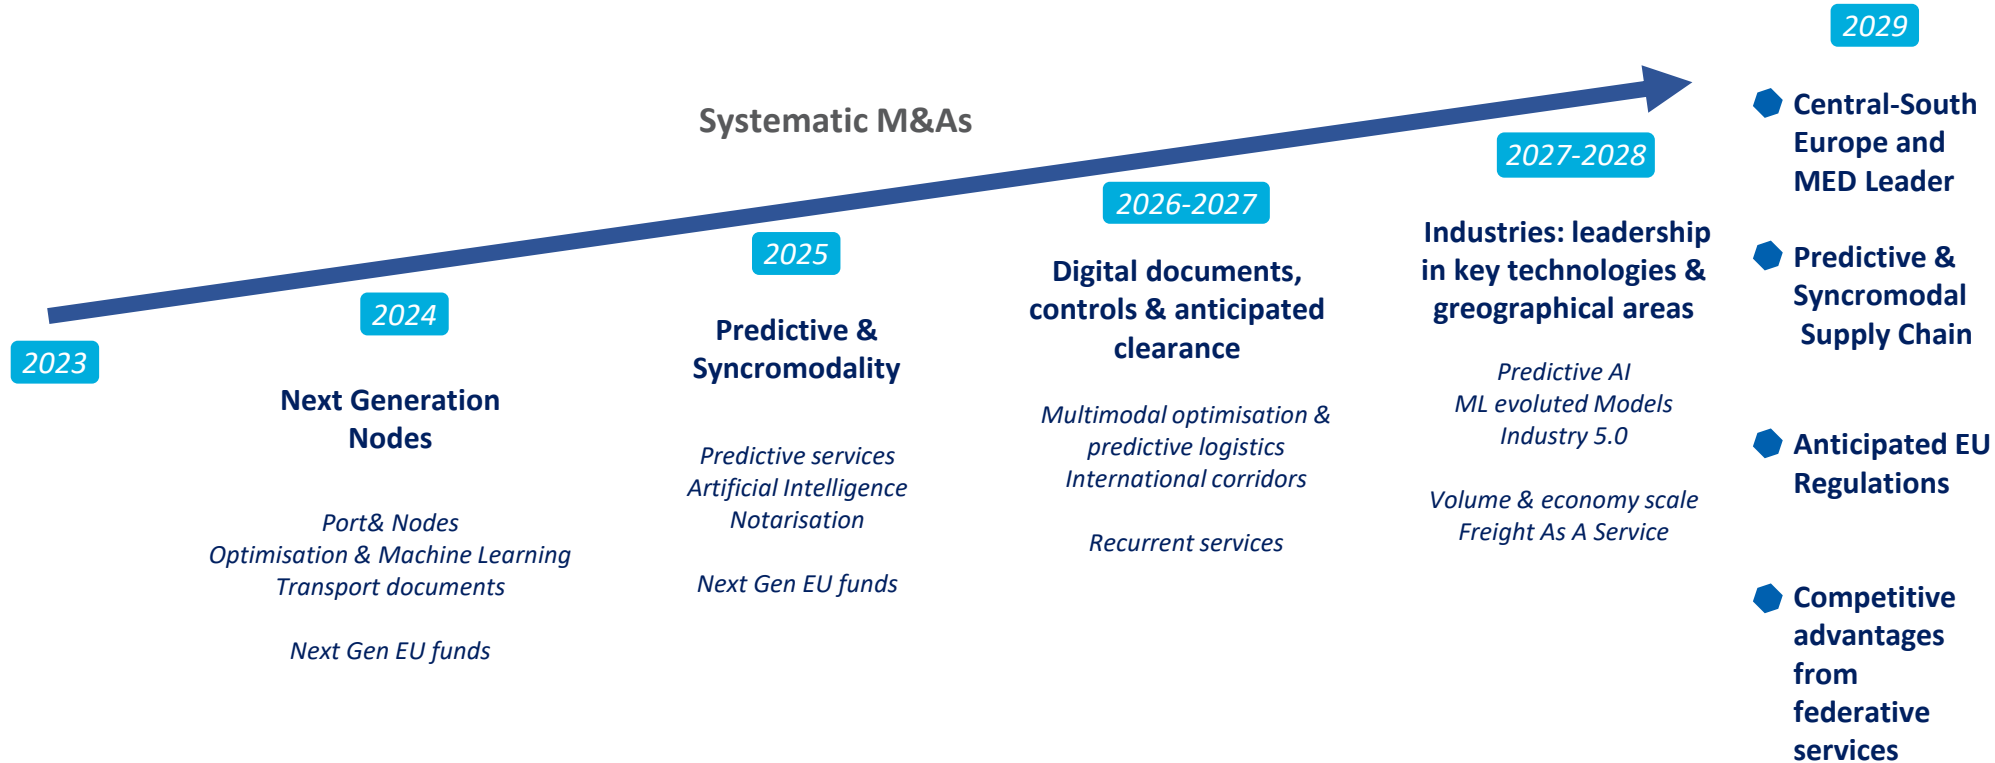 Systematic M&As
2023
2024
Next Generation
Nodes
Port& Nodes
Optimisation & Machine Learning
Transport documents
Next Gen EU funds
2025
Predictive &
Syncromodality
Predictive services
Artificial Intelligence
Notarisation
Next Gen EU funds
2026-2027
Digital documents,
controls & anticipated
clearance
Multimodal optimisation &
predictive logistics
International corridors
Recurrent services
2027-2028
Industries: leadership
in key technologies &
greographical areas
Predictive AI
ML evoluted Models
Industry 5.0
Volume & economy scale
Freight As A Service
2029
Central-South
Europe and
MED Leader
Predictive &
Syncromodal
Supply Chain
Anticipated EU
Regulations
Competitive
advantages
from
federative
services